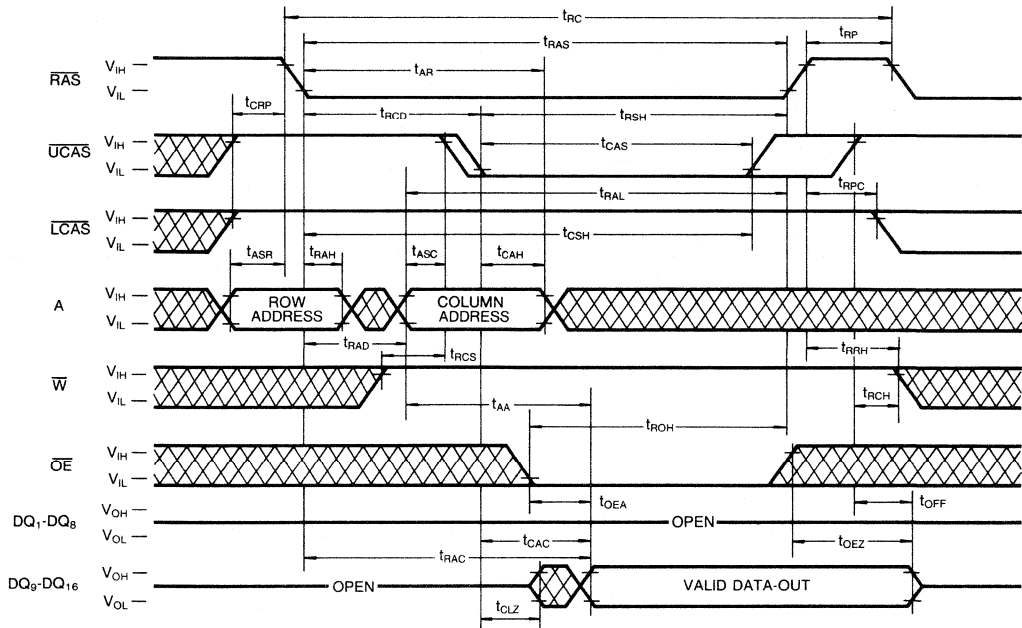 tRC
tRAS
tRP
RAS
VIH
VIL
tAR
tCRP
tRCD
tRSH
UCAS
VIH
VIL
tCAS
tRAL
tRPC
LCAS
VIH
VIL
tCSH
tASR
tRAH
tASC
tCAH
A
VIH
VIL
ROW
ADDRESS
COLUMN
ADDRESS
tRAD
tRCS
tRRH
W
VIH
VIL
tAA
tRCH
tROH
OE
VIH
VIL
tOEA
tOFF
DQ1-DQ8
VOH
VOL
OPEN
tCAC
tOEZ
tRAC
DQ9-DQ16
VOH
VOL
OPEN
VALID DATA-OUT
tCLZ